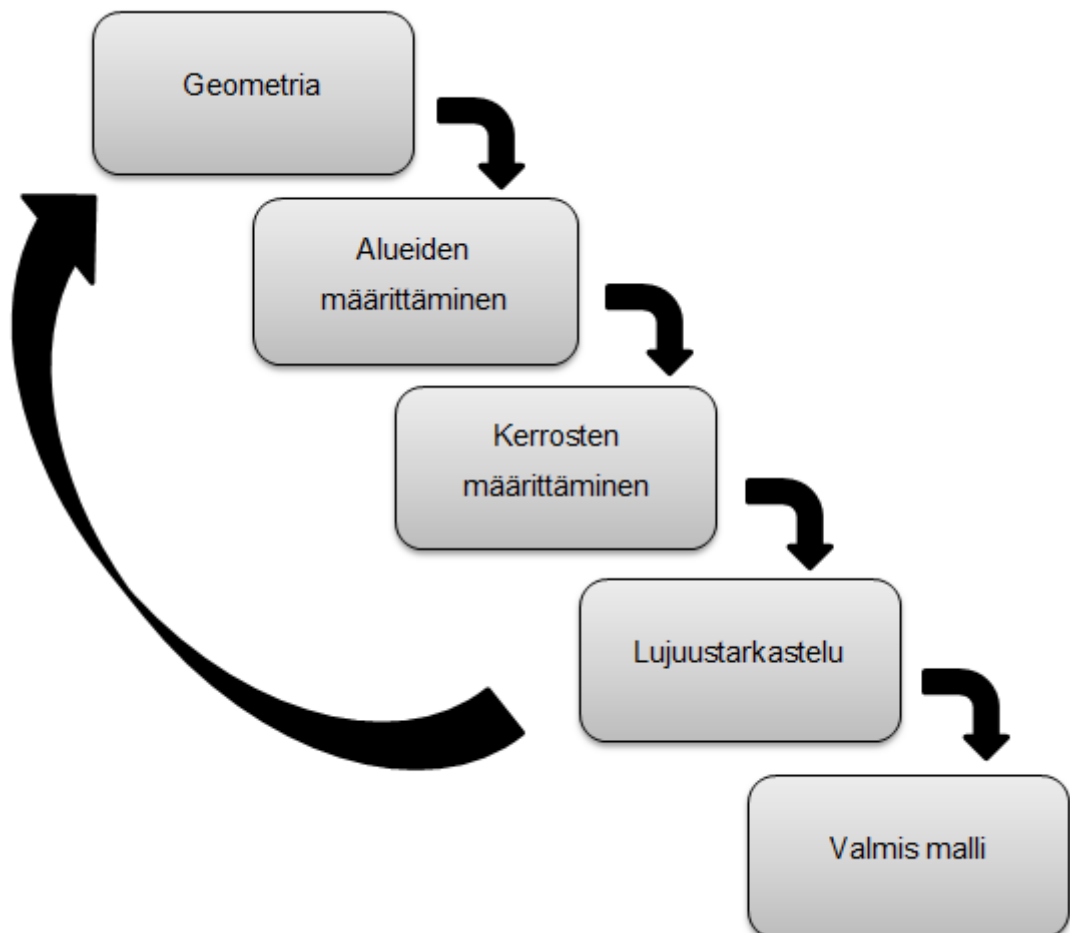 Geometria
Alueiden
määrittäminen
Kerrosten
määrittäminen
Lujuustarkastelu
Valmis malli